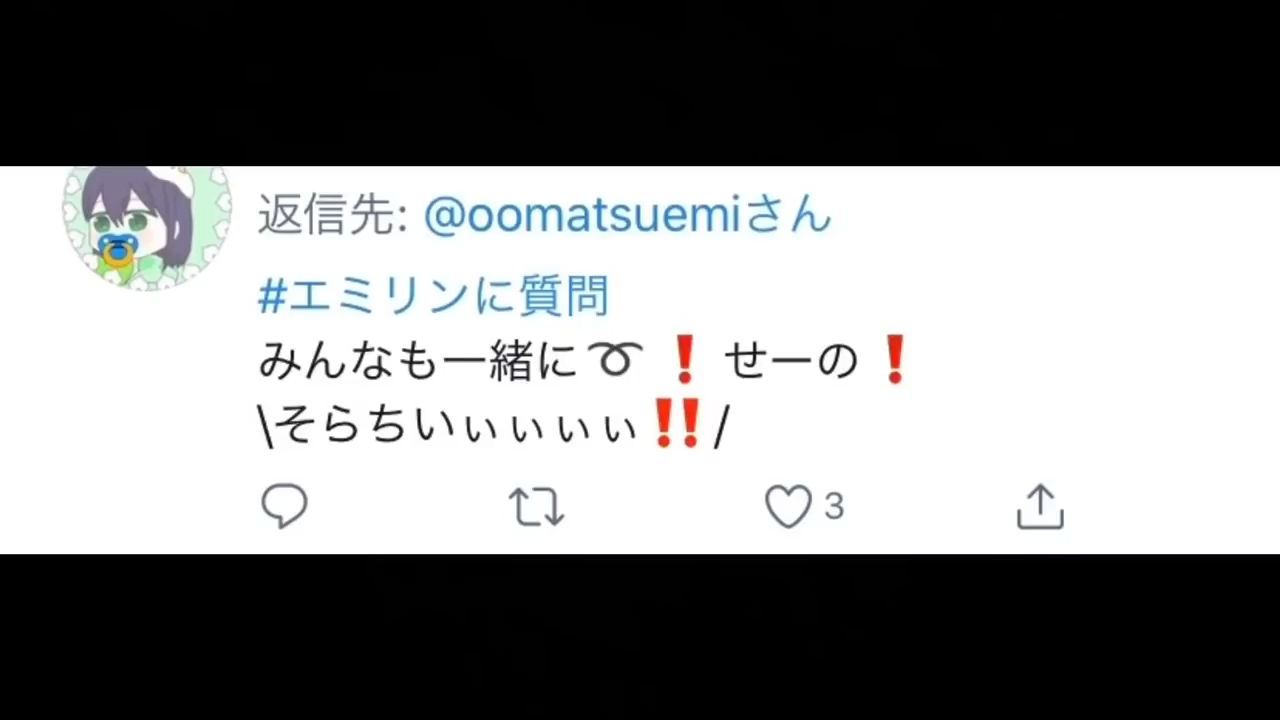 返信先: @oomatsuemiさん
#エミリンに質問
みんなも一緒に➰❗せーの❗
\そらちいぃぃぃぃ‼️/
3